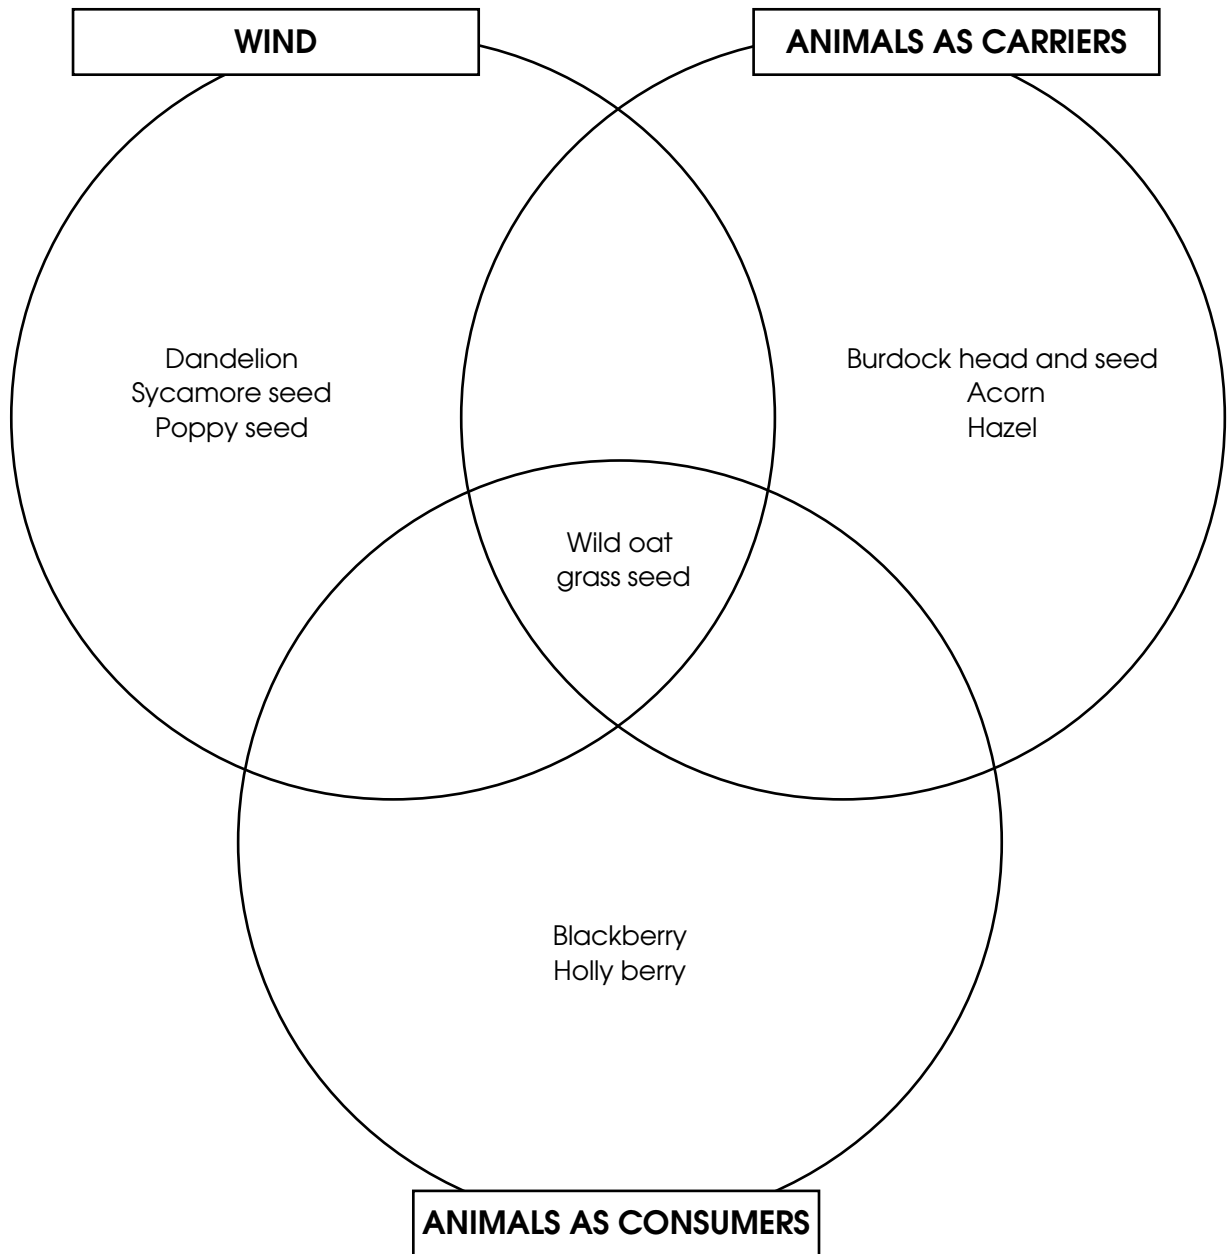 WIND
ANIMALS AS CARRIERS
Dandelion
Sycamore seed
Poppy seed
Burdock head and seed
Acorn
Hazel
Wild oat
grass seed
Blackberry
Holly berry
ANIMALS AS CONSUMERS